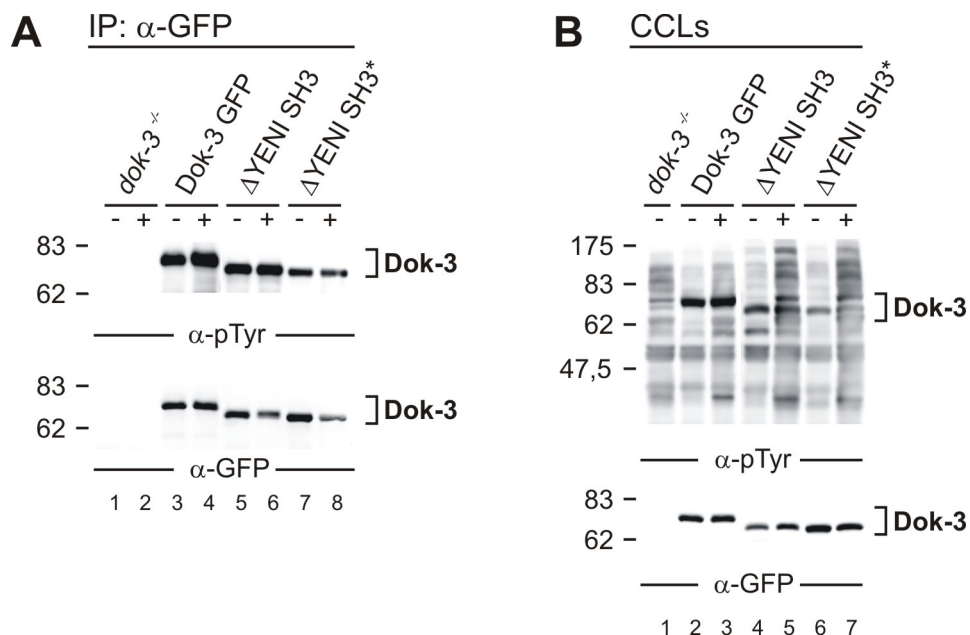 A
IP: α-GFP
dok-3 -/-
Dok-3 GFP
ΔYENI SH3
ΔYENI SH3*
- + - + - + - +
83
62
Dok-3
α-pTyr
83
62
Dok-3
α-GFP
1 2 3 4 5 6 7 8
B
CCLs
dok-3 -/-
Dok-3 GFP
ΔYENI SH3
ΔYENI SH3*
- - + - + - +
175
83
62
47,5
Dok-3
α-pTyr
83
62
Dok-3
α-GFP
1 2 3 4 5 6 7